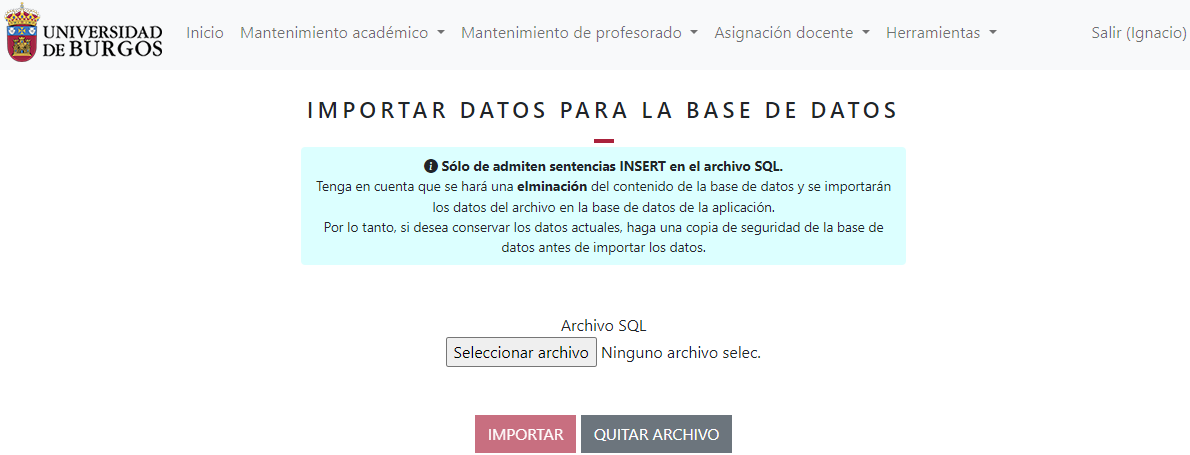 UNIVERSIDAD
DE BURGOS
Inicio Mantenimiento académico Mantenimiento de profesorado Asignación docente Herramientas Salir (Ignacio)
IMPORTAR DATOS PARA LA BASE DE DATOS
Sólo de admiten sentencias INSERT en el archivo SQL.
Tenga en cuenta que se hará una elminación del contenido de la base de datos y se importarán
los datos del archivo en la base de datos de la aplicación.
Por lo tanto, si desea conservar los datos actuales, haga una copia de seguridad de la base de
datos antes de importar los datos.
Archivo SQL
Seleccionar archivo Ninguno archivo selec.
IMPORTAR QUITAR ARCHIVO